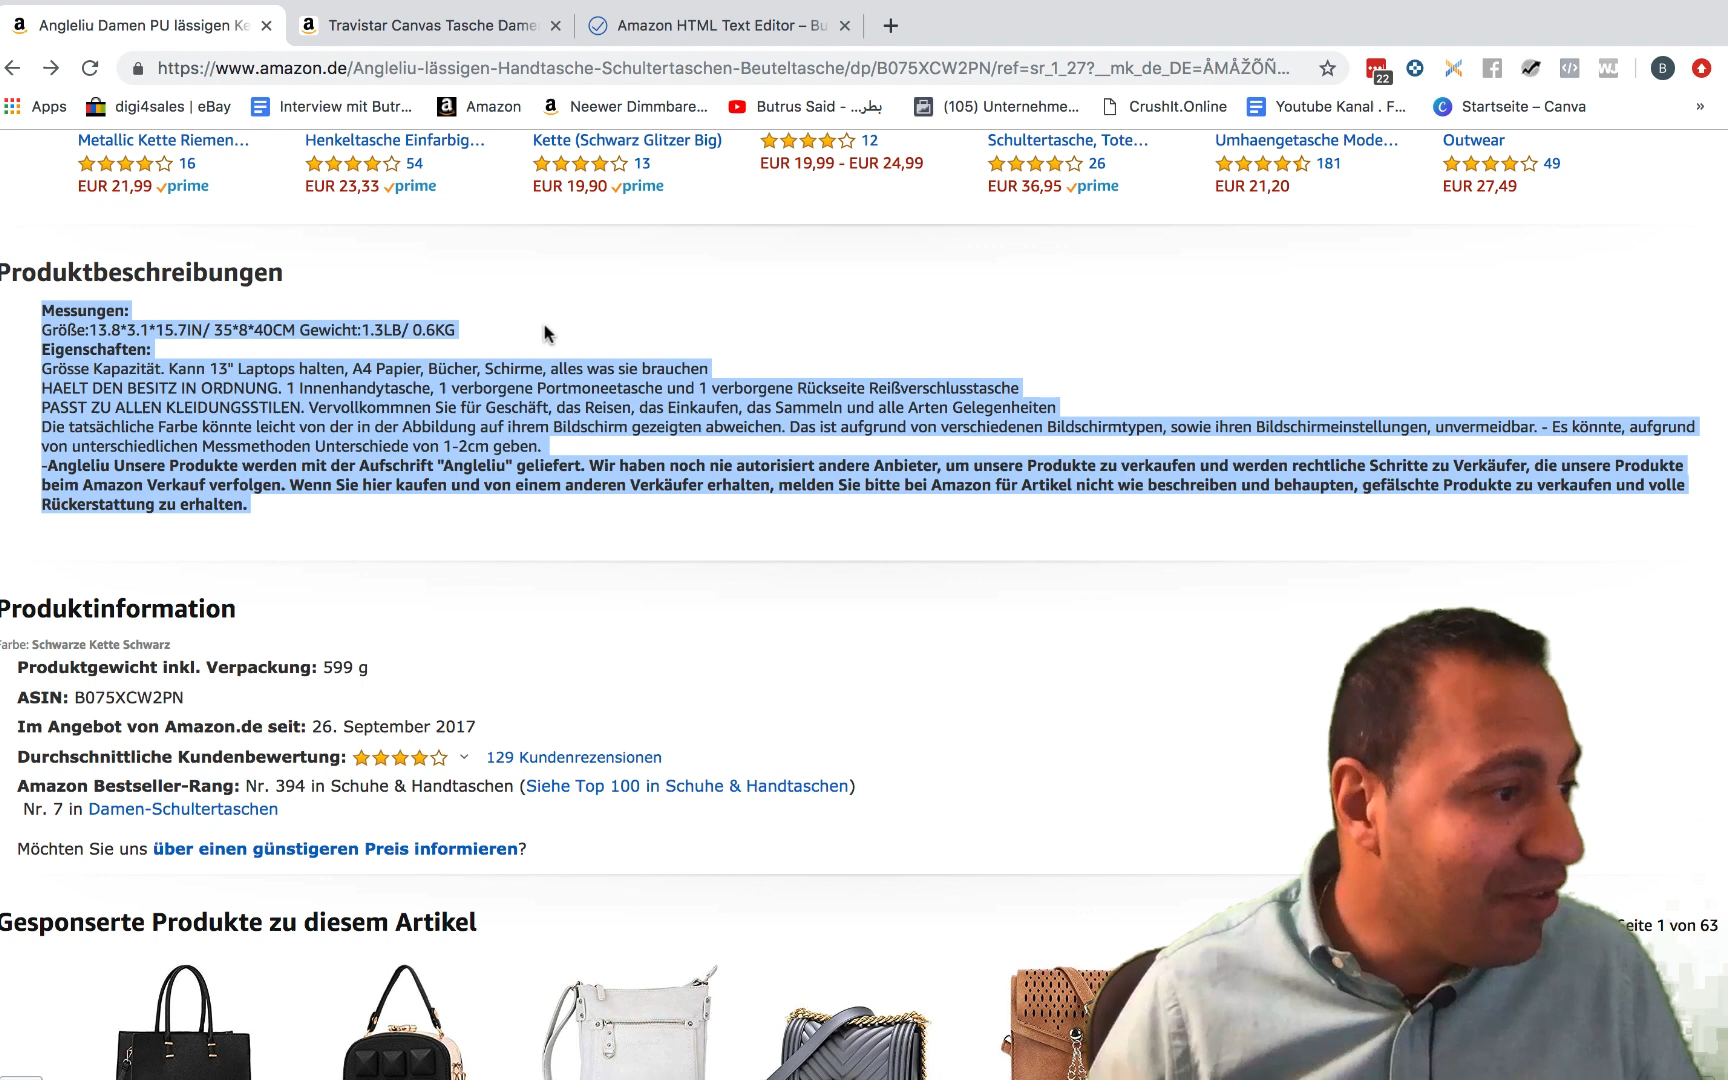 Angleliu Damen PU lässigen Ke
Travistar Canvas Tasche Dame
Amazon HTML Text Editor – Bu
https://www.amazon.de/Angleliu-lässigen-Handtasche-Schultertaschen-Beuteltasche/dp/B075XCW2PN/ref=sr_1_27?__mk_de_DE=ÅMÅŽÕÑ...
22
B
Apps
digi4sales | eBay
Interview mit Butr...
Amazon
Neewer Dimmbare...
Butrus Said - ...بطر
(105) Unternehme...
CrushIt.Online
Youtube Kanal . F...
Startseite – Canva
»
Metallic Kette Riemen...
Henkeltasche Einfarbig...
Kette (Schwarz Glitzer Big)
12
Schultertasche, Tote...
Umhaengetasche Mode...
Outwear
16
54
13
EUR 19,99 - EUR 24,99
26
181
49
EUR 21,99 prime
EUR 23,33 prime
EUR 19,90 prime
EUR 36,95 prime
EUR 21,20
EUR 27,49
Produktbeschreibungen
Messungen:
Größe:13.8*3.1*15.7IN/ 35*8*40CM Gewicht:1.3LB/ 0.6KG
Eigenschaften:
Grösse Kapazität. Kann 13" Laptops halten, A4 Papier, Bücher, Schirme, alles was sie brauchen
HAELT DEN BESITZ IN ORDNUNG. 1 Innenhandytasche, 1 verborgene Portmoneetasche und 1 verborgene Rückseite Reißverschlusstasche
PASST ZU ALLEN KLEIDUNGSSTILEN. Vervollkommnen Sie für Geschäft, das Reisen, das Einkaufen, das Sammeln und alle Arten Gelegenheiten
Die tatsächliche Farbe könnte leicht von der in der Abbildung auf ihrem Bildschirm gezeigten abweichen. Das ist aufgrund von verschiedenen Bildschirmtypen, sowie ihren Bildschirmeinstellungen, unvermeidbar. - Es könnte, aufgrund
von unterschiedlichen Messmethoden Unterschiede von 1-2cm geben.
-Angleliu Unsere Produkte werden mit der Aufschrift "Angleliu" geliefert. Wir haben noch nie autorisiert andere Anbieter, um unsere Produkte zu verkaufen und werden rechtliche Schritte zu Verkäufer, die unsere Produkte
beim Amazon Verkauf verfolgen. Wenn Sie hier kaufen und von einem anderen Verkäufer erhalten, melden Sie bitte bei Amazon für Artikel nicht wie beschreiben und behaupten, gefälschte Produkte zu verkaufen und volle
Rückerstattung zu erhalten.
Produktinformation
Farbe: Schwarze Kette Schwarz
Produktgewicht inkl. Verpackung: 599 g
ASIN: B075XCW2PN
Im Angebot von Amazon.de seit: 26. September 2017
Durchschnittliche Kundenbewertung: 129 Kundenrezensionen
Amazon Bestseller-Rang: Nr. 394 in Schuhe & Handtaschen (Siehe Top 100 in Schuhe & Handtaschen)
Nr. 7 in Damen-Schultertaschen
Möchten Sie uns über einen günstigeren Preis informieren?
Gesponserte Produkte zu diesem Artikel
Seite 1 von 63